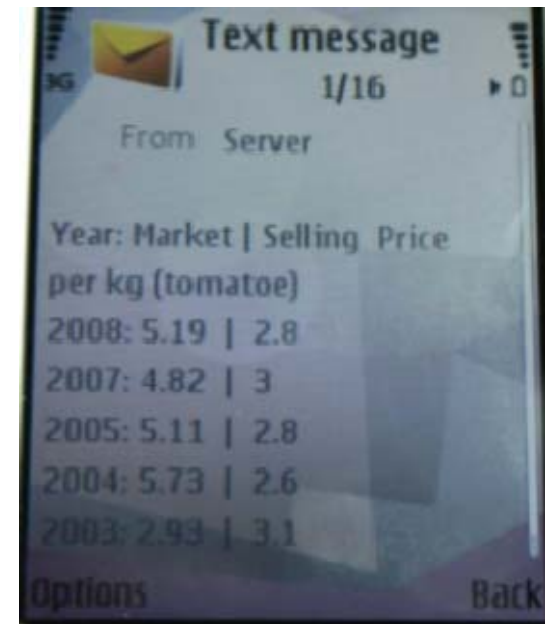 Text message
3G
1/16
From Server
Year: Market | Selling Price
per kg (tomatoe)
2008: 5.19 | 2.8
2007: 4.82 | 3
2005: 5.11 | 2.8
2004: 5.73 | 2.6
2003: 2.93 | 3.1
Options Back